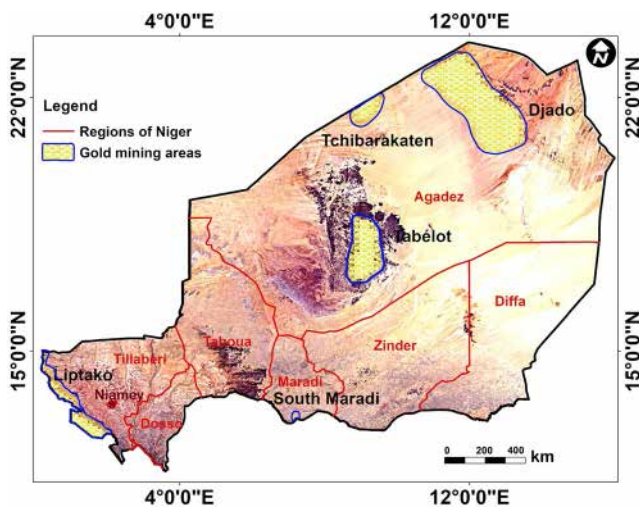 4°0'0"E 12°0'0"E
22°0'0"N
22°0'0"N
15°0'0"N
15°0'0"N
N
Legend
Regions of Niger
Gold mining areas
Djado
Tchibarakaten
Agadez
Tabélot
Diffa
Taboua
Zinder
Tillaberi
Liptako
Maradi
Niamey
South Maradi
Dosso
0 200 400
km
4°0'0"E 12°0'0"E